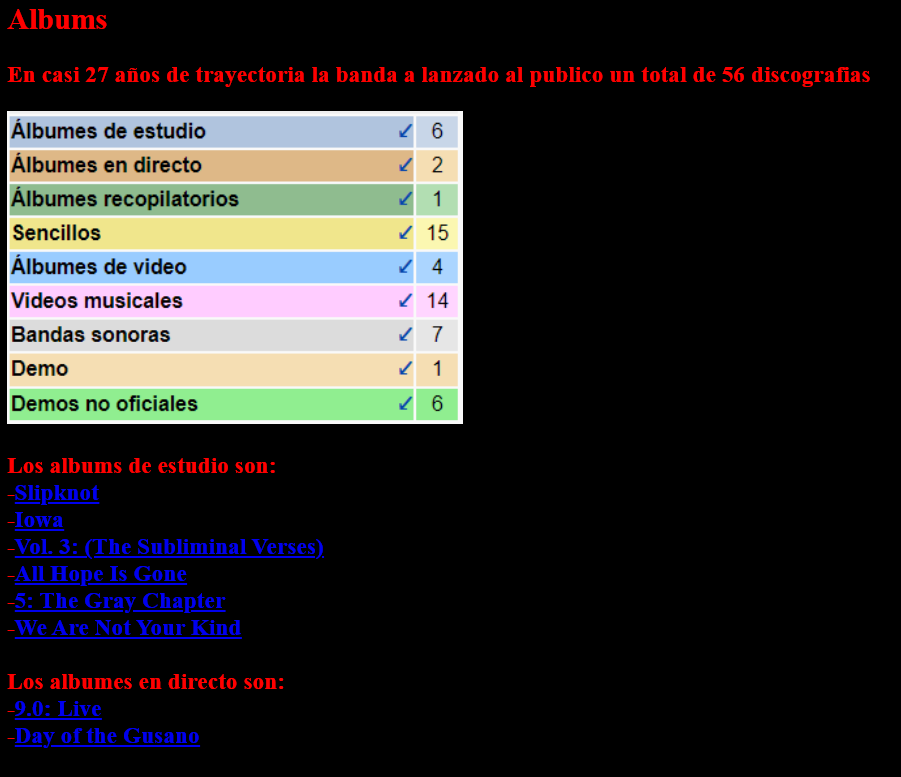 Albums
En casi 27 años de trayectoria la banda a lanzado al publico un total de 56 discografias
Álbumes de estudio ↙ 6
Álbumes en directo ↙ 2
Álbumes recopilatorios ↙ 1
Sencillos ↙ 15
Álbumes de video ↙ 4
Videos musicales ↙ 14
Bandas sonoras ↙ 7
Demo ↙ 1
Demos no oficiales ↙ 6
Los albums de estudio son:
-Slipknot
-Iowa
-Vol. 3: (The Subliminal Verses)
-All Hope Is Gone
-5: The Gray Chapter
-We Are Not Your Kind
Los albumes en directo son:
-9.0: Live
-Day of the Gusano